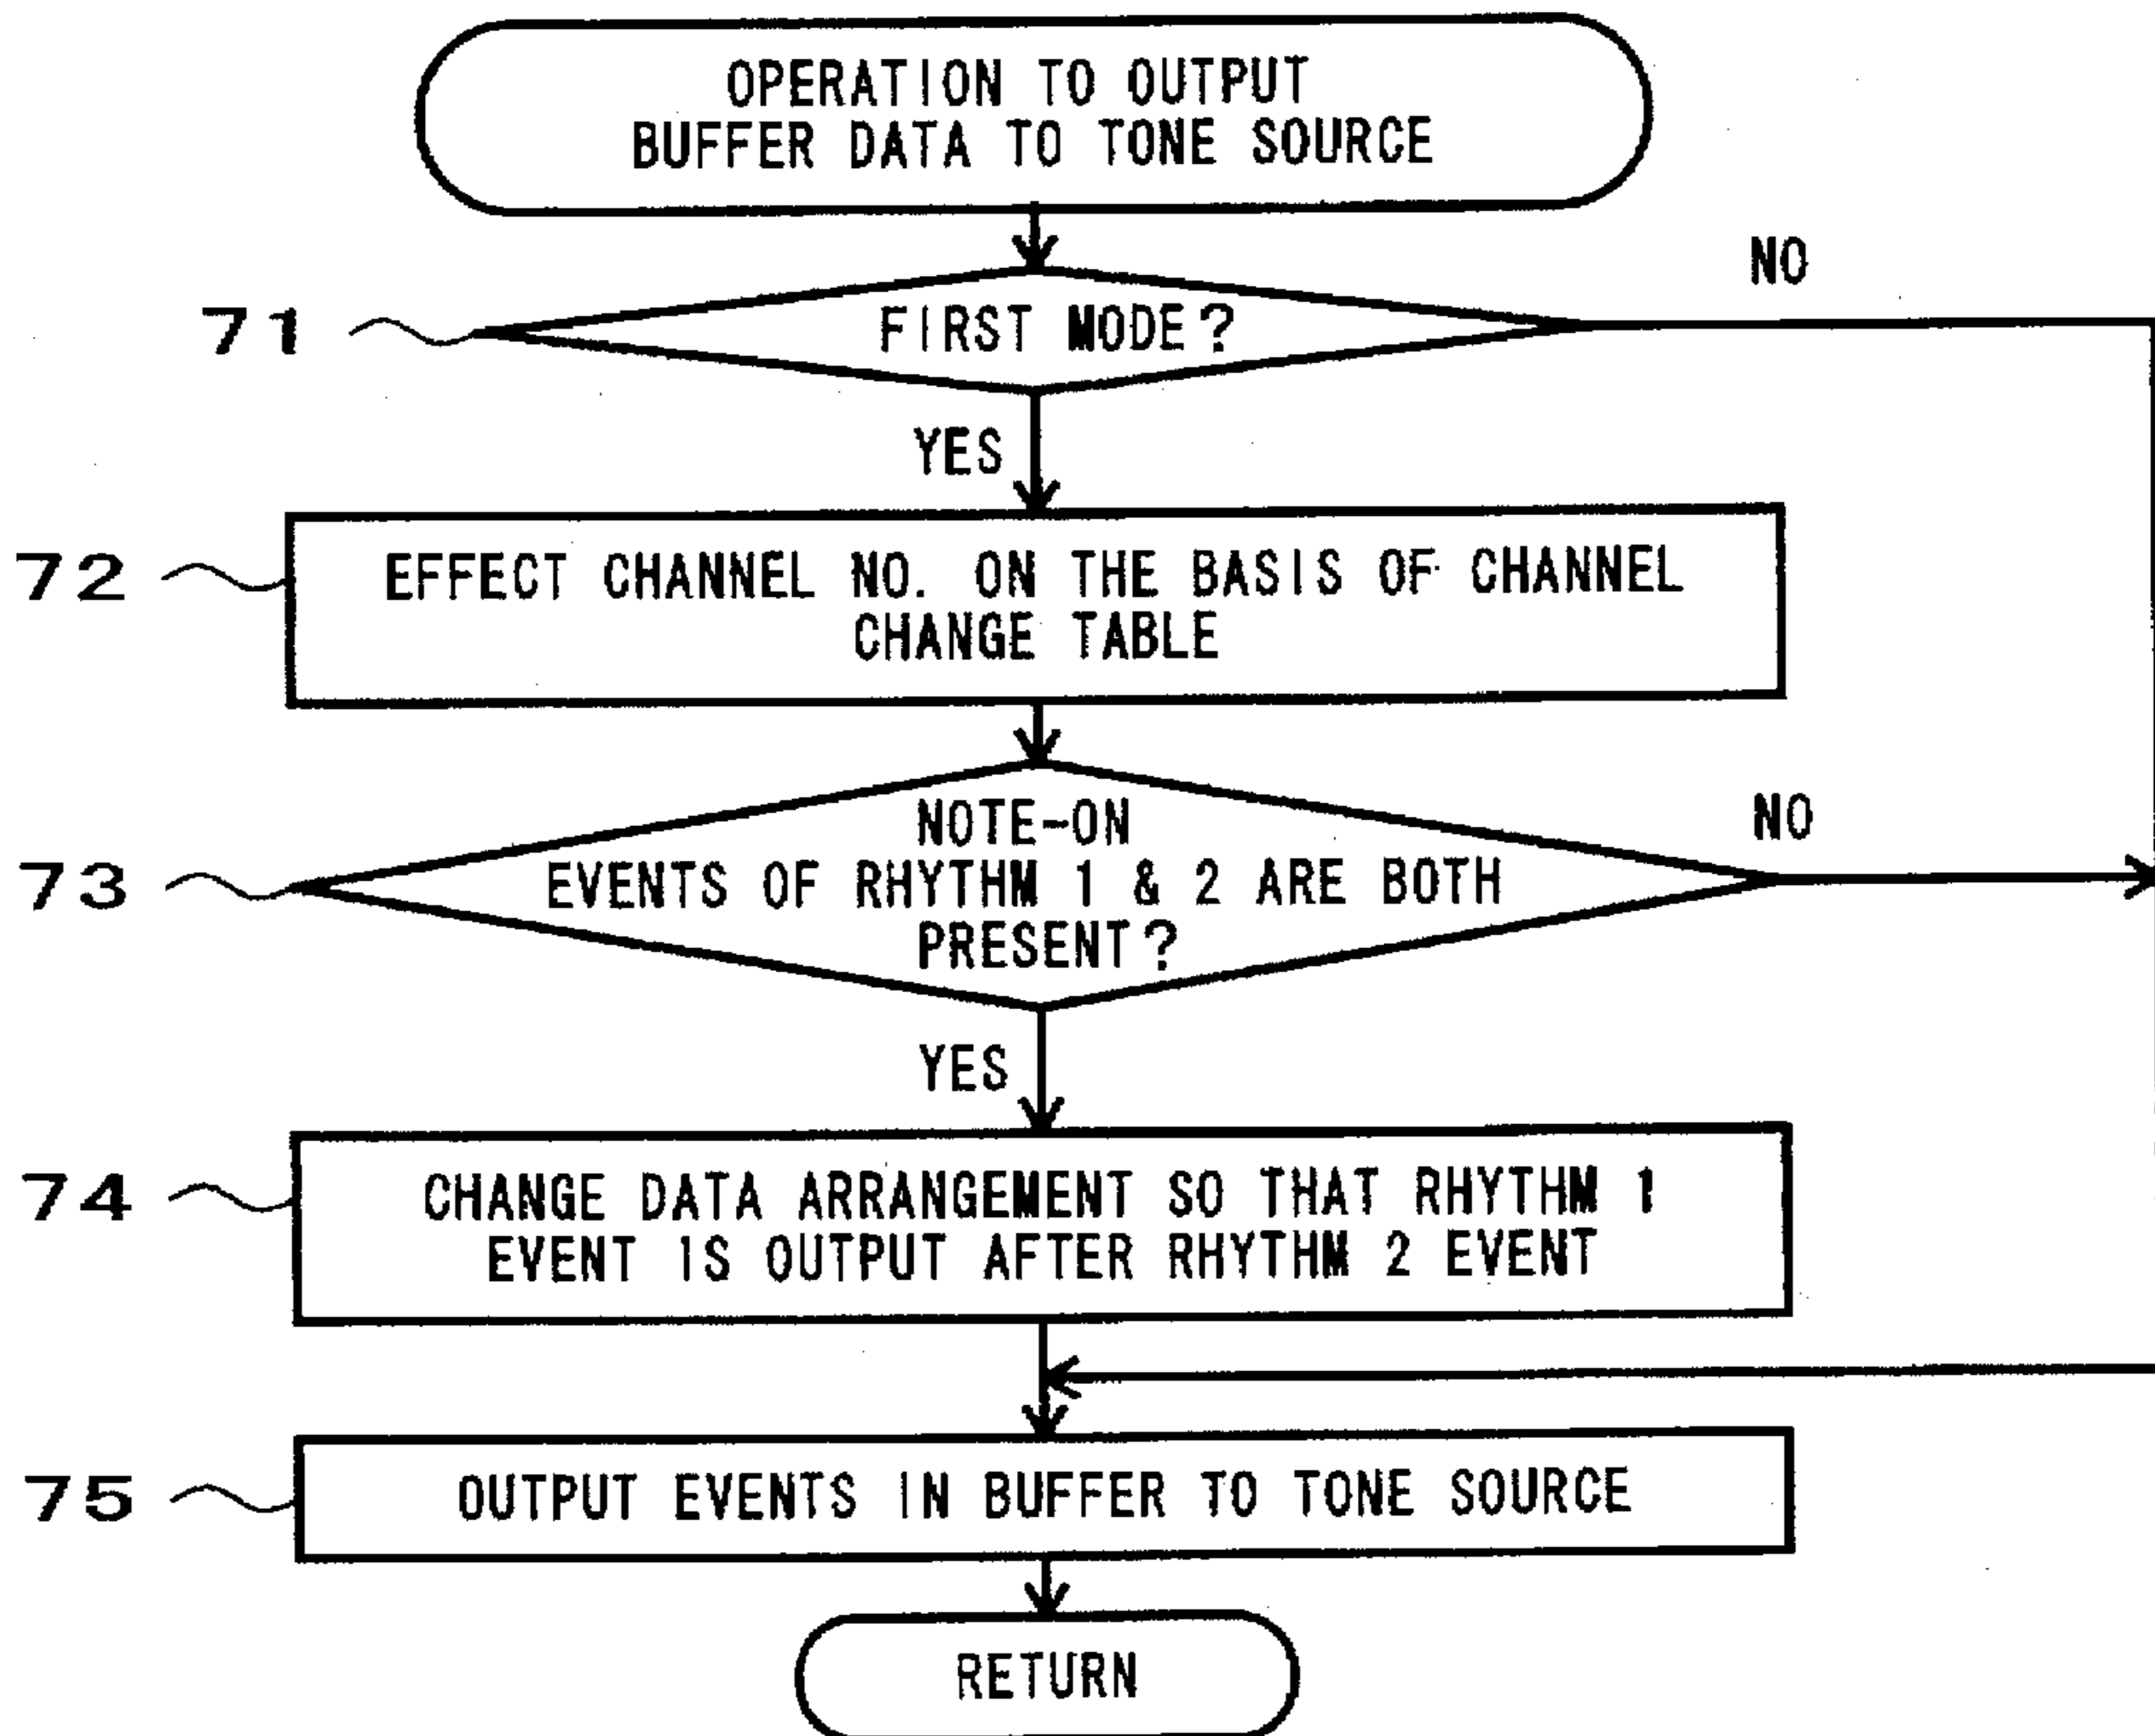 OPERATION TO OUTPUT
BUFFER DATA TO TONE SOURCE
NO
71
FIRST MODE?
YES
72
EFFECT CHANNEL NO. ON THE BASIS OF CHANNEL
CHANGE TABLE
NO
73
NOTE-ON
EVENTS OF RHYTHM 1 & 2 ARE BOTH
PRESENT?
YES
74
CHANGE DATA ARRANGEMENT SO THAT RHYTHM 1
EVENT IS OUTPUT AFTER RHYTHM 2 EVENT
75
OUTPUT EVENTS IN BUFFER TO TONE SOURCE
RETURN